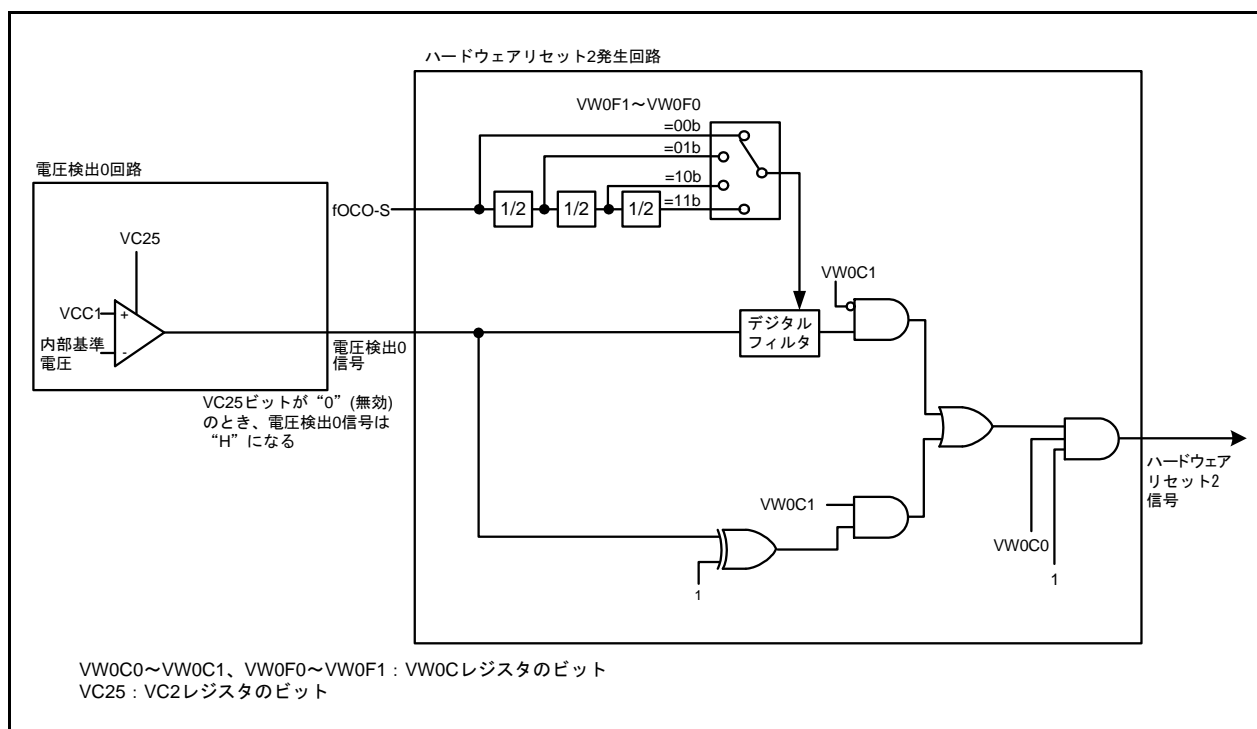 ハードウェアリセット2発生回路
VW0F1～VW0F0
=00b
=01b
=10b
=11b
電圧検出0回路
fOCO-S
1/2
1/2
1/2
VC25
VCC1
+
-
内部基準
電圧
電圧検出0
信号
VC25ビットが“0”(無効)
のとき、電圧検出0信号は
“H”になる
デジタル
フィルタ
VW0C1
VW0C1
1
VW0C0
1
ハードウェア
リセット2
信号
VW0C0～VW0C1、VW0F0～VW0F1：VW0Cレジスタのビット
VC25：VC2レジスタのビット